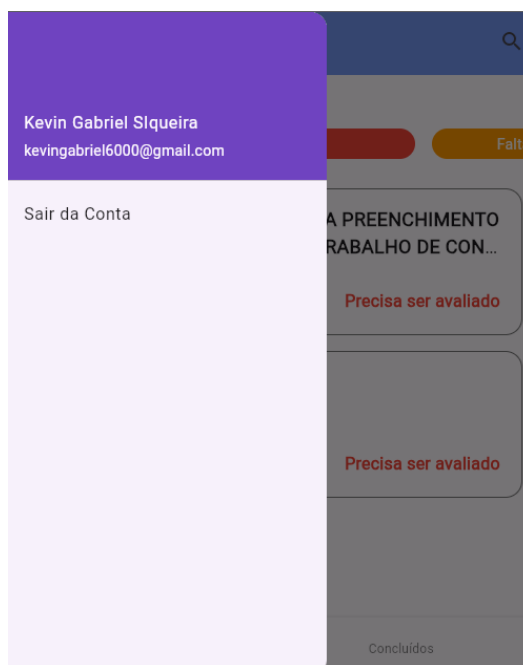 Kevin Gabriel SIqueira
kevingabriel6000@gmail.com
Falt
Sair da Conta
A PREENCHIMENTO
RABALHO DE CON...
Precisa ser avaliado
Precisa ser avaliado
Concluídos